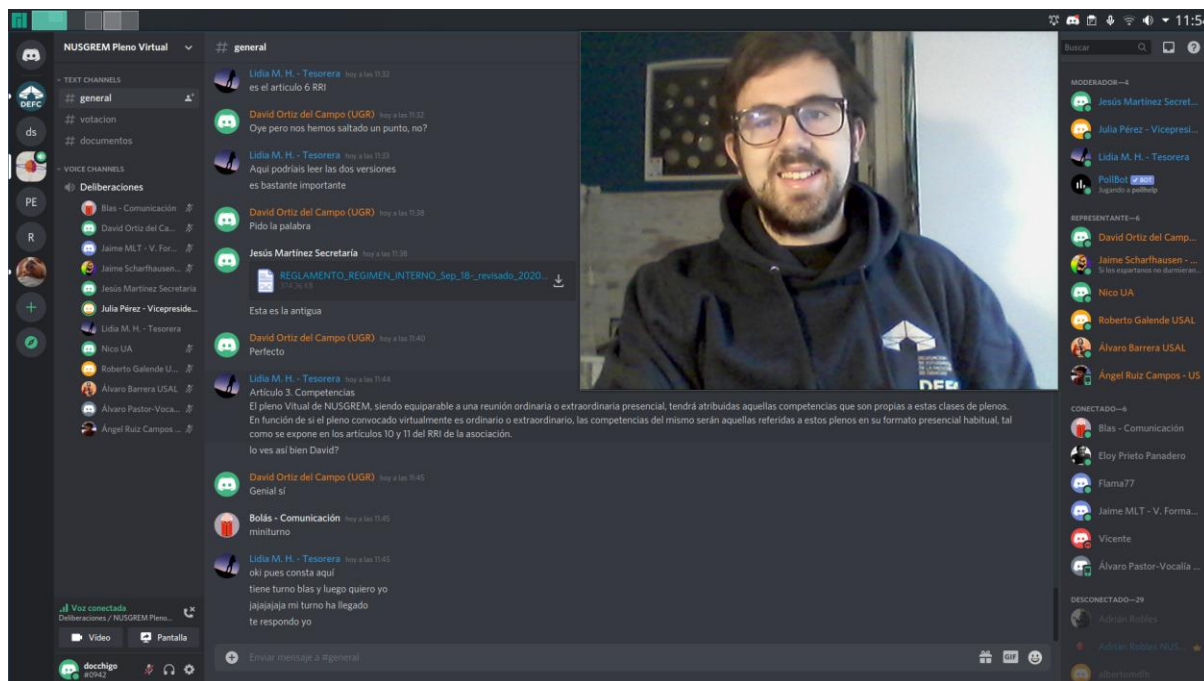 11:54
NUSGREM Pleno Virtual
# general
Buscar
TEXT CHANNELS
# general
# votacion
# documentos
VOICE CHANNELS
Deliberaciones
Blas - Comunicación
David Ortiz del Ca...
Jaime MLT - V. For...
Jaime Scharfhausen...
Jesús Martínez Secretaría
Julia Pérez - Vicepreside...
Lidia M. H. - Tesorera
Nico UA
Roberto Galende U...
Álvaro Barrera USAL
Álvaro Pastor-Voca...
Ángel Ruiz Campos ...
DEFC
ds
PE
R
Voz conectada
Deliberaciones / NUSGREM Pleno...
Vídeo
Pantalla
docchigo
#0942
Lidia M. H. - Tesorera hoy a las 11:32
es el articulo 6 RRI
David Ortiz del Campo (UGR) hoy a las 11:32
Oye pero nos hemos saltado un punto, no?
Lidia M. H. - Tesorera hoy a las 11:33
Aqui podríais leer las dos versiones
es bastante importante
David Ortiz del Campo (UGR) hoy a las 11:38
Pido la palabra
Jesús Martínez Secretaría hoy a las 11:38
REGLAMENTO_REGIMEN_INTERNO_Sep_18-_revisado_2020...
Esta es la antigua
David Ortiz del Campo (UGR) hoy a las 11:40
Perfecto
Lidia M. H. - Tesorera hoy a las 11:44
Artículo 3. Competencias
El pleno Vitual de NUSGREM, siendo equiparable a una reunión ordinaria o extraordinaria presencial, tendrá atribuidas aquellas competencias que son propias a estas clases de plenos.
En función de si el pleno convocado virtualmente es ordinario o extraordinario, las competencias del mismo serán aquellas referidas a estos plenos en su formato presencial habitual, tal
como se expone en los artículos 10 y 11 del RRI de la asociación.
lo ves así bien David?
David Ortiz del Campo (UGR) hoy a las 11:45
Genial sí
Bolás - Comunicación hoy a las 11:45
miniturno
Lidia M. H. - Tesorera hoy a las 11:45
oki pues consta aquí
tiene turno blas y luego quiero yo
jajajajaja mi turno ha llegado
te respondo yo
Enviar mensaje a #general
GIF
DEFC
MODERADOR—4
Jesús Martínez Secret...
Julia Pérez - Vicepresi...
Lidia M. H. - Tesorera
PollBot BOT
Jugando a pollhelp
REPRESENTANTE—6
David Ortiz del Camp...
Jaime Scharfhausen - ...
Si los espartanos no durmieran...
Nico UA
Roberto Galende USAL
Álvaro Barrera USAL
Ángel Ruiz Campos - US
CONECTADO—6
Blas - Comunicación
Eloy Prieto Panadero
Flama77
Jaime MLT - V. Forma...
Vicente
Álvaro Pastor-Vocalía ...
DESCONECTADO—29
Adrián Robles
Adrián Robles NUS...
albertomdlh